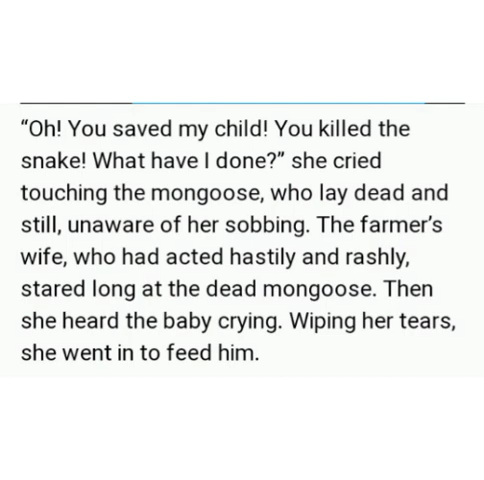 “Oh! You saved my child! You killed the
snake! What have I done?” she cried
touching the mongoose, who lay dead and
still, unaware of her sobbing. The farmer’s
wife, who had acted hastily and rashly,
stared long at the dead mongoose. Then
she heard the baby crying. Wiping her tears,
she went in to feed him.